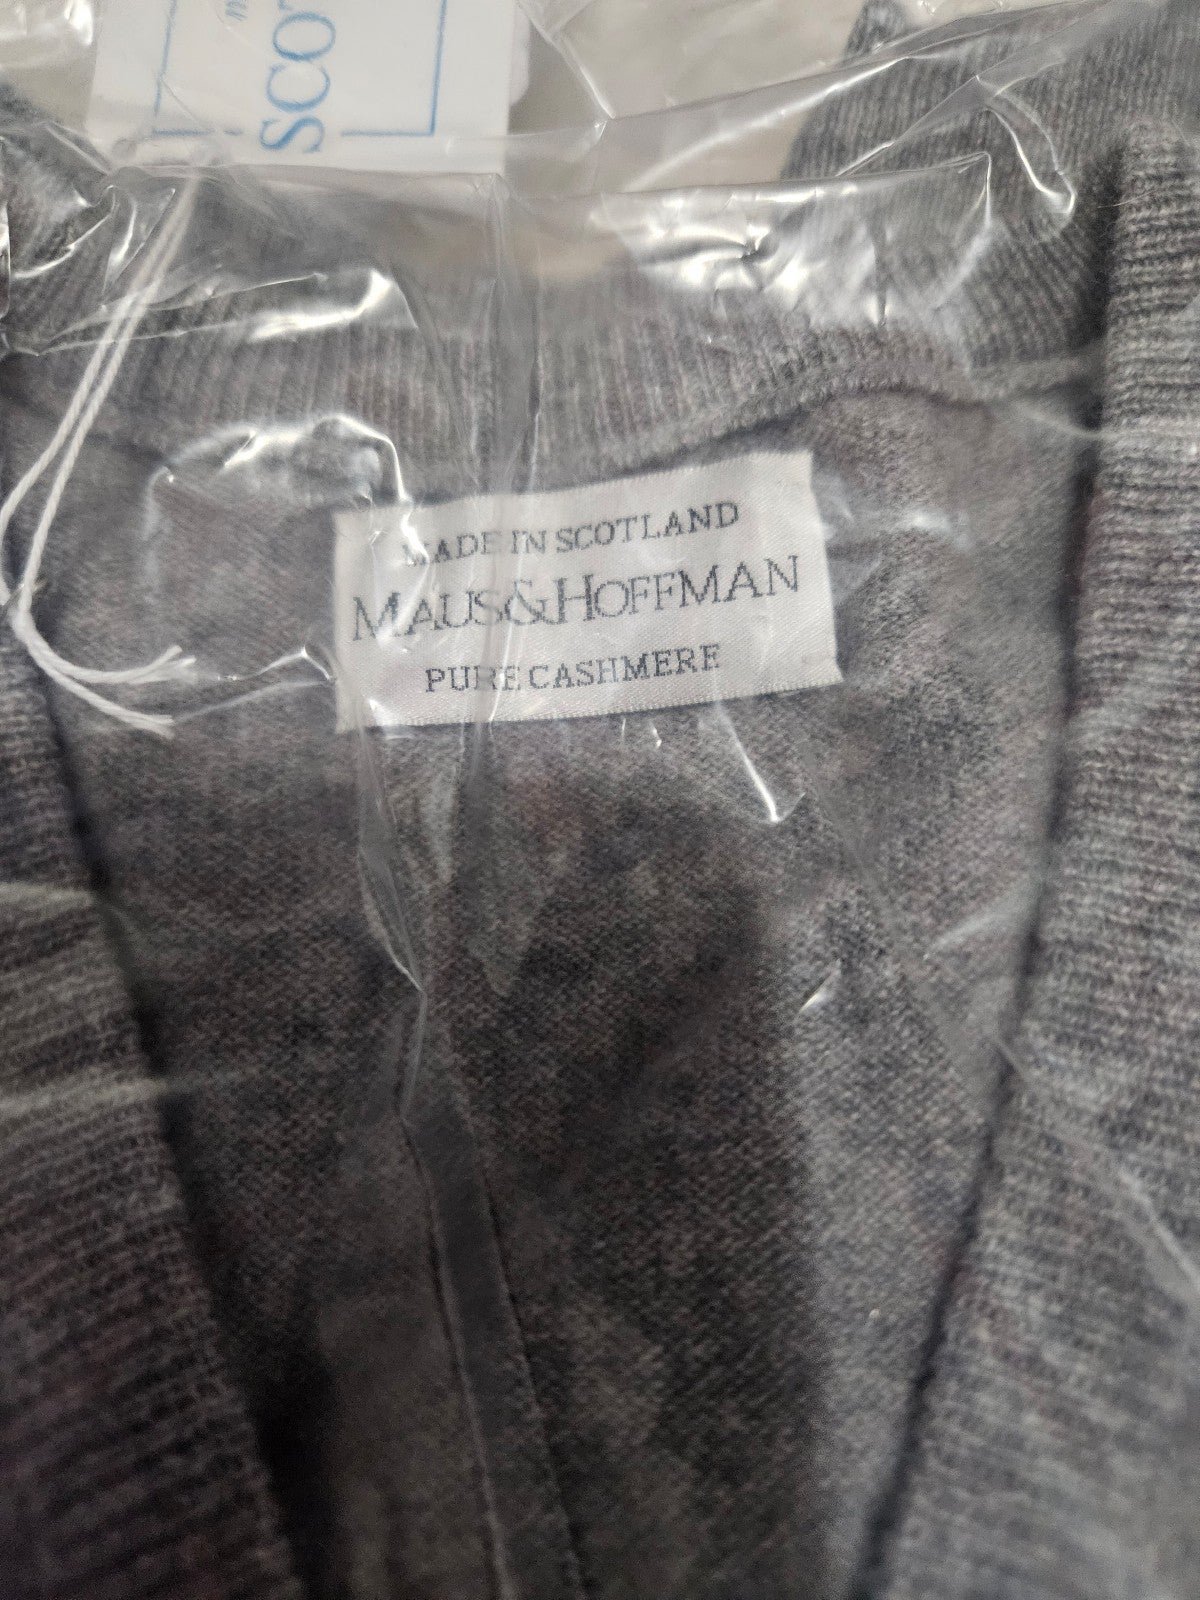 SCO
MADE IN SCOTLAND
MAUS&HOFFMAN
PURE CASHMERE